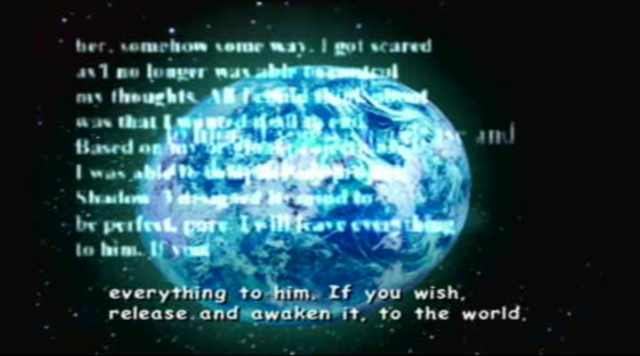 her, somehow some way. I got scared
as I no longer was able to control
my thoughts. All I could think about
was that I wanted
Based on my
I was able to
Shadow. I designed its mind to
be perfect, pure. I will leave everything
to him. If you
and
everything to him. If you wish,
release and awaken it, to the world,